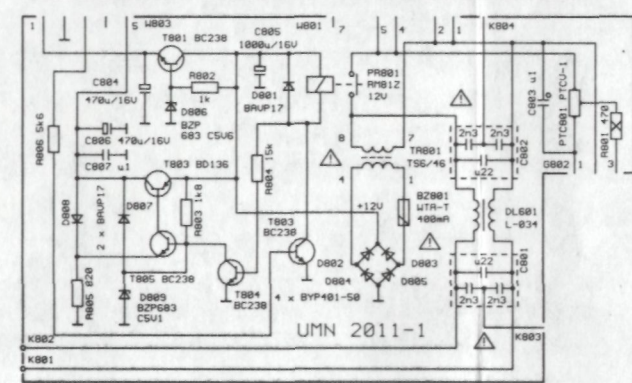 1
5
W803
W801
7
5 4
2 1
K804
T801 BC238
C805
1000u/16V
R802
1k
C804
470u/16V
D801
BAVP17
PR801
RM81Z
12V
D806
BZP
683 C5V6
C806 470u/16V
C807 u1
R806 5k6
T803 BD136
R804 15k
8
7
TR801
TS6/46
4
1
2n3 2n3
u22
C802
C803 u1
PTC801 PTCV-1
R801 470
G802
1
3
D808
2 x BAVP17
D807
R803 1k8
T803
BC238
+12V
BZ801
WTA-T
400mA
DL601
L-034
T805 BC238
R805 820
D809
BZP683
C5V1
T804
BC238
D802
D803
D804
D805
4 x BYP401-50
u22
C801
2n3 2n3
UMN 2011-1
K802
K803
K801